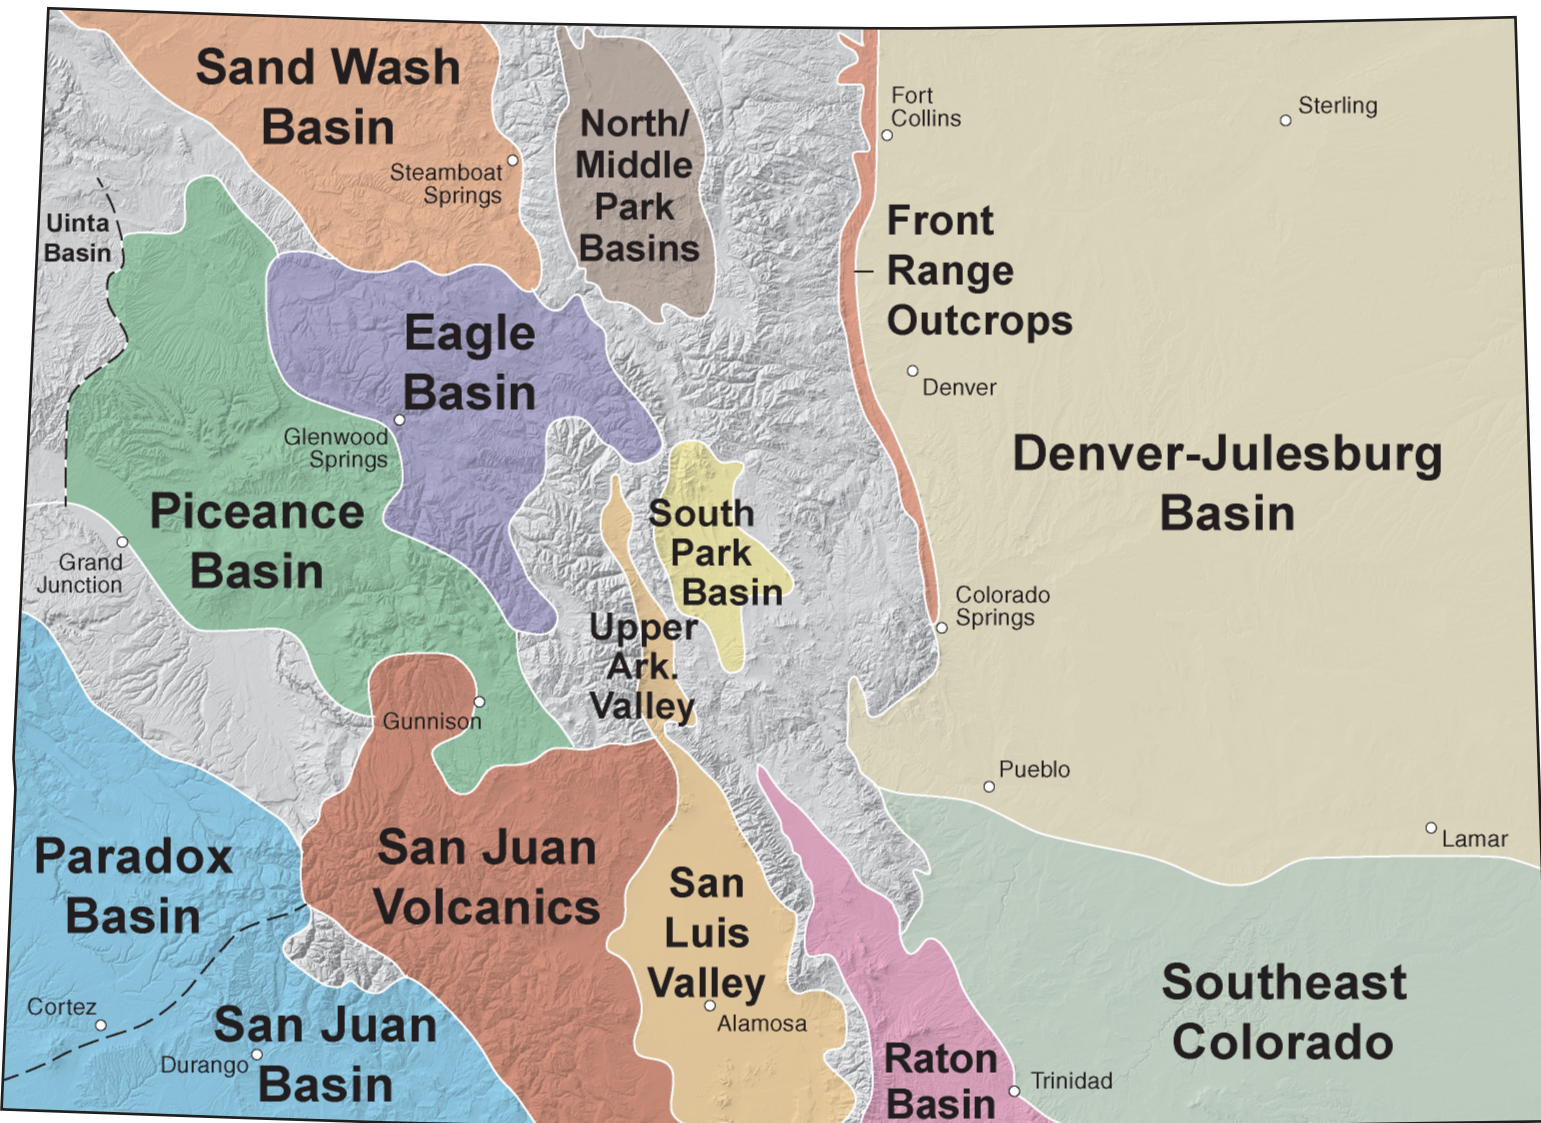 Sand Wash
Basin
Steamboat
Springs
North/
Middle
Park
Basins
Fort
Collins
Sterling
Uinta
Basin
Front
Range
Outcrops
Eagle
Basin
Denver
Glenwood
Springs
Denver-Julesburg
Basin
Piceance
Basin
South
Park
Basin
Grand
Junction
Colorado
Springs
Upper
Ark.
Valley
Gunnison
Pueblo
Lamar
Paradox
Basin
San Juan
Volcanics
San
Luis
Valley
Alamosa
Southeast
Colorado
Cortez
San Juan
Basin
Durango
Raton
Basin
Trinidad